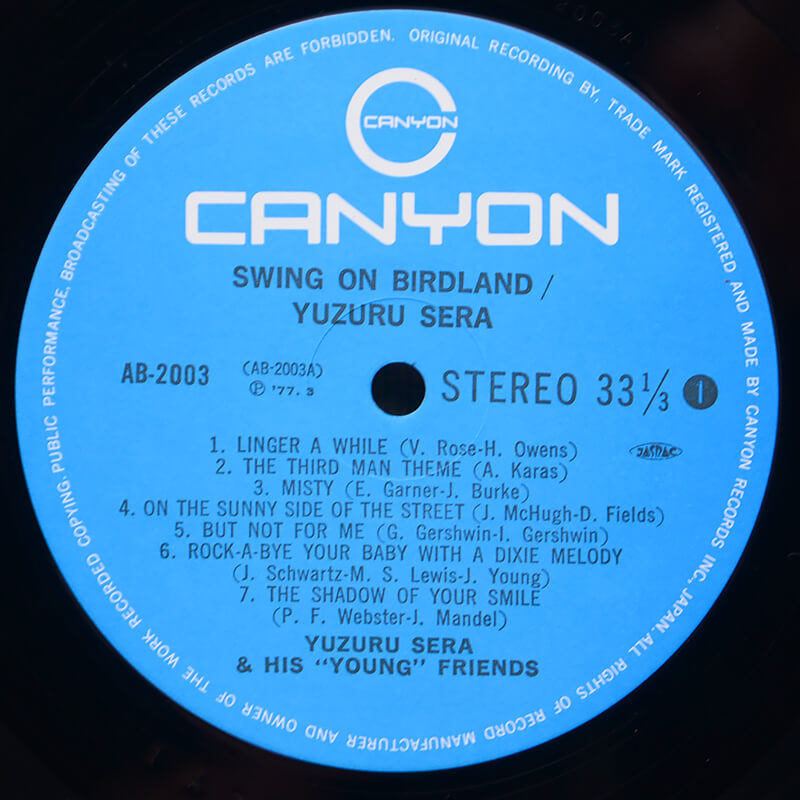 PUBLIC PERFORMANCE, BROADCASTING OF THESE RECORDS ARE FORBIDDEN. ORIGINAL RECORDING BY, TRADE MARK REGISTERED AND MADE BY CANYON RECORDS INC., JAPAN. ALL RIGHTS OF RECORD MANUFACTURER AND OWNER OF THE WORK RECORDED COPYING.
CANYON
CANYON
SWING ON BIRDLAND /
YUZURU SERA
AB-2003 (AB-2003A) STEREO 33 1/3 1
Ⓟ '77. 3
1. LINGER A WHILE (V. Rose-H. Owens) JASRAC
2. THE THIRD MAN THEME (A. Karas)
3. MISTY (E. Garner-J. Burke)
4. ON THE SUNNY SIDE OF THE STREET (J. McHugh-D. Fields)
5. BUT NOT FOR ME (G. Gershwin-I. Gershwin)
6. ROCK-A-BYE YOUR BABY WITH A DIXIE MELODY
(J. Schwartz-M. S. Lewis-J. Young)
7. THE SHADOW OF YOUR SMILE
(P. F. Webster-J. Mandel)
YUZURU SERA
& HIS "YOUNG" FRIENDS